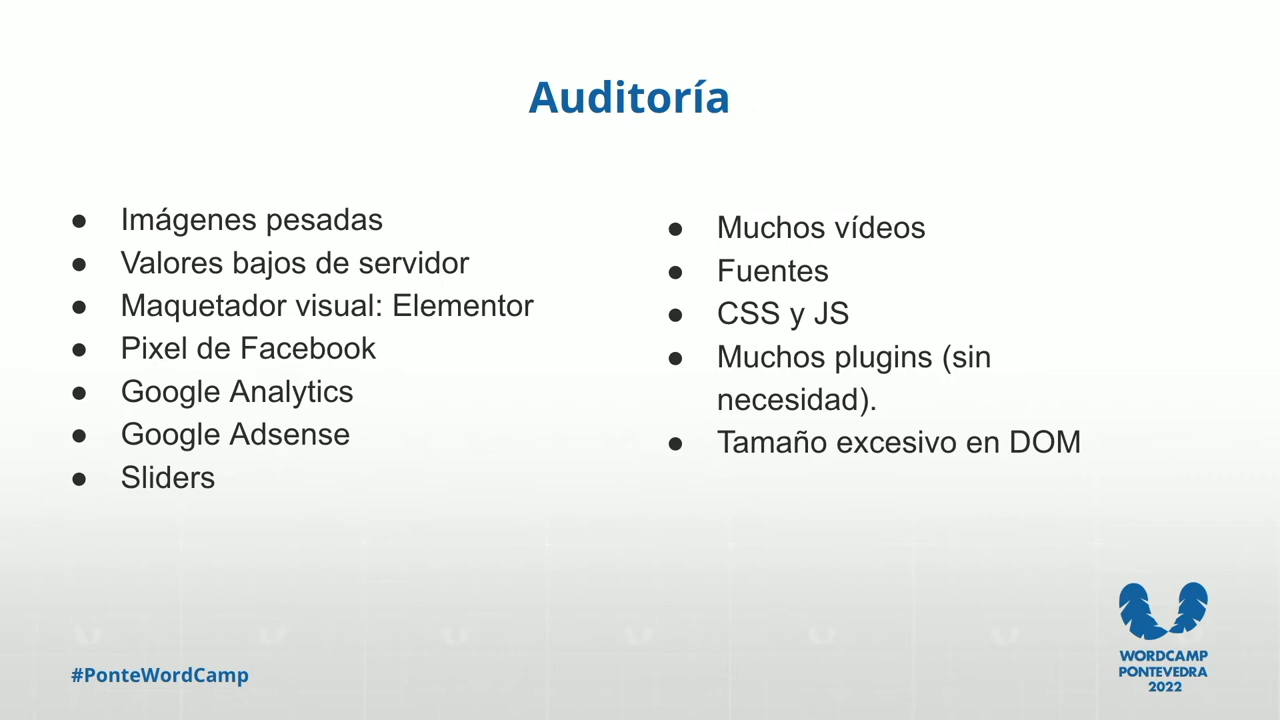 Auditoría
● Imágenes pesadas
● Valores bajos de servidor
● Maquetador visual: Elementor
● Pixel de Facebook
● Google Analytics
● Google Adsense
● Sliders
● Muchos vídeos
● Fuentes
● CSS y JS
● Muchos plugins (sin
necesidad).
● Tamaño excesivo en DOM
#PonteWordCamp
WORDCAMP
PONTEVEDRA
2022